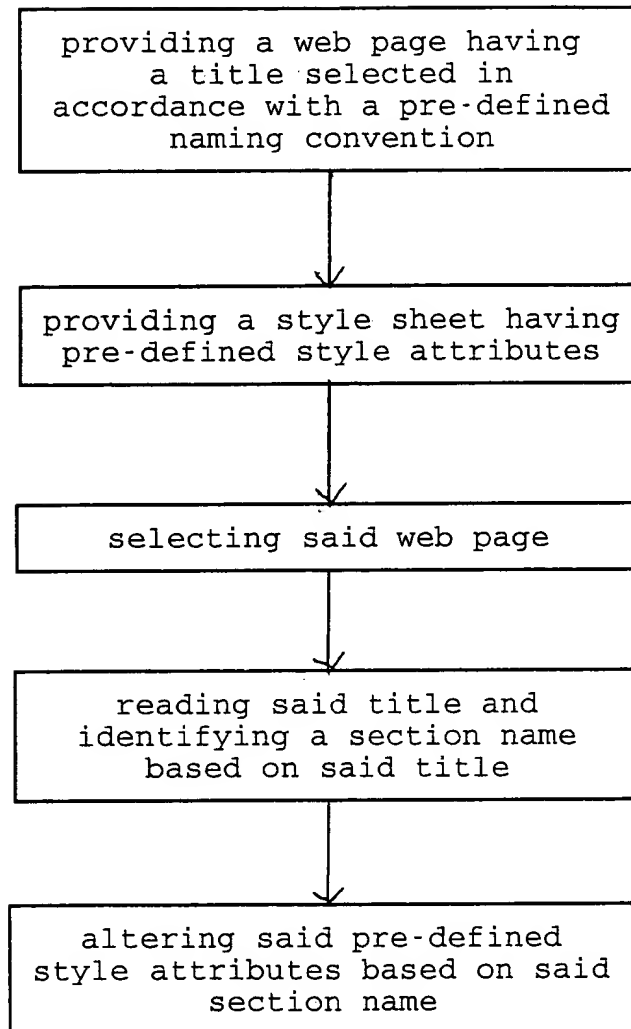 providing a web page having
a title selected in
accordance with a pre-defined
naming convention
providing a style sheet having
pre-defined style attributes
selecting said web page
reading said title and
identifying a section name
based on said title
altering said pre-defined
style attributes based on said
section name